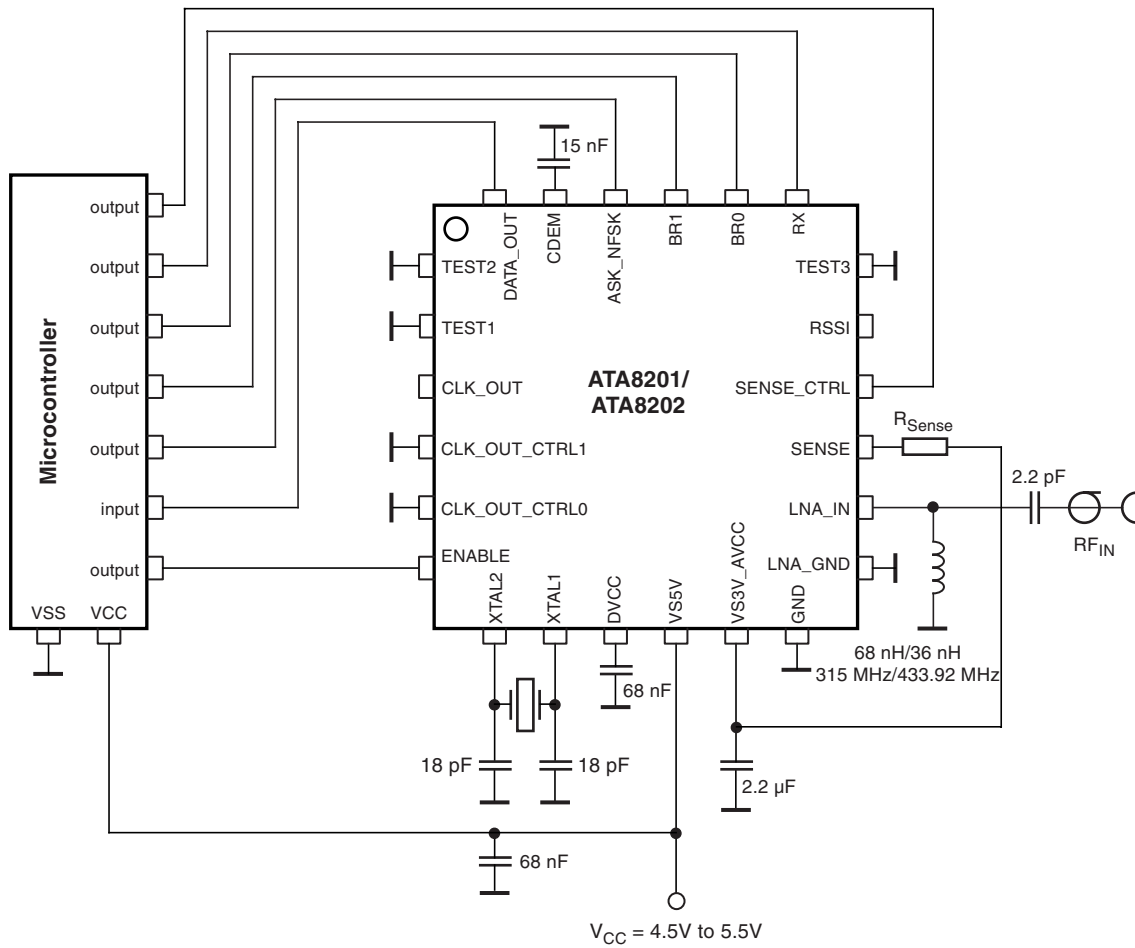 15 nF
output
output
output
output
output
input
output
Microcontroller
VSS
VCC
DATA_OUT
CDEM
ASK_NFSK
BR1
BR0
RX
TEST2
TEST1
CLK_OUT
CLK_OUT_CTRL1
CLK_OUT_CTRL0
ENABLE
ATA8201/
ATA8202
TEST3
RSSI
SENSE_CTRL
SENSE
LNA_IN
LNA_GND
XTAL2
XTAL1
DVCC
VS5V
VS3V_AVCC
GND
RSense
2.2 pF
RFIN
68 nH/36 nH
315 MHz/433.92 MHz
68 nF
18 pF
18 pF
2.2 µF
68 nF
VCC = 4.5V to 5.5V